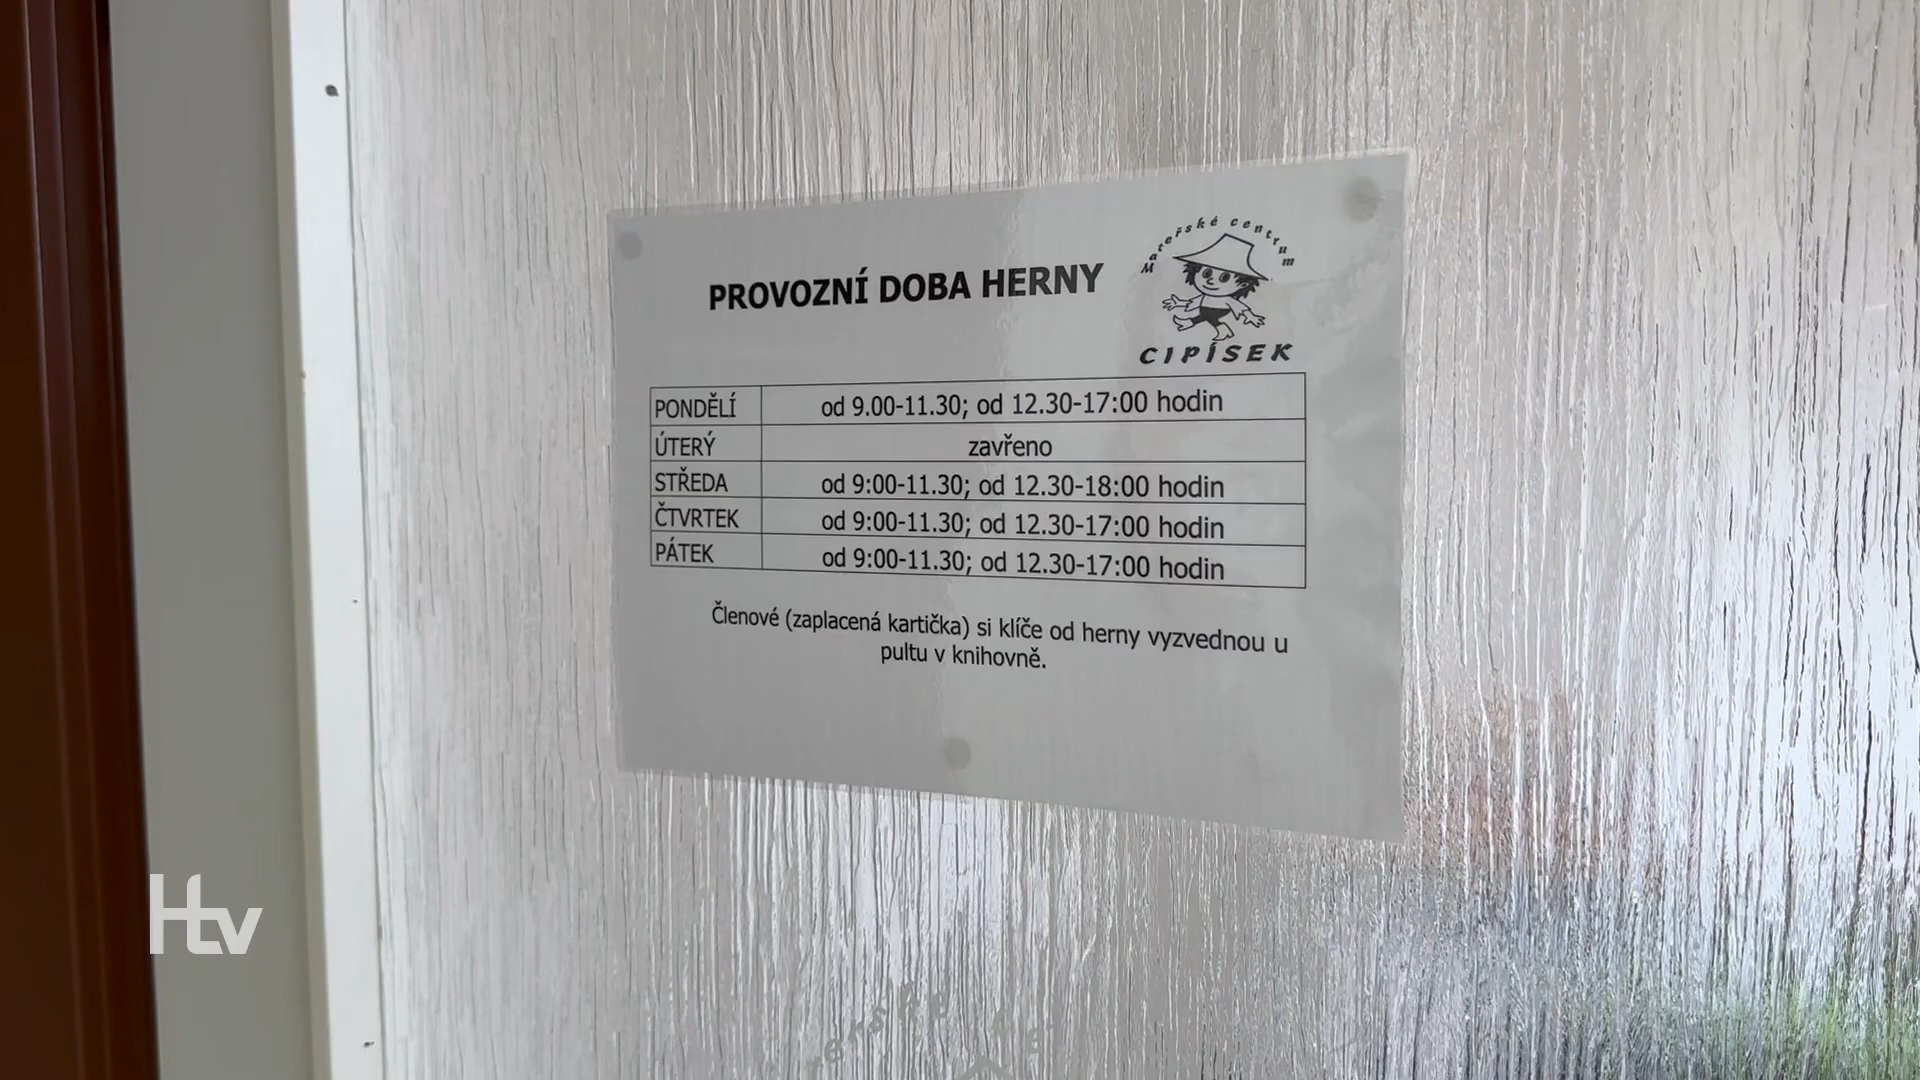 Mateřské centrum
PROVOZNÍ DOBA HERNY
CIPÍSEK
PONDĚLÍ od 9.00-11.30; od 12.30-17:00 hodin
ÚTERÝ zavřeno
STŘEDA od 9:00-11.30; od 12.30-18:00 hodin
ČTVRTEK od 9:00-11.30; od 12.30-17:00 hodin
PÁTEK od 9:00-11.30; od 12.30-17:00 hodin
Členové (zaplacená kartička) si klíče od herny vyzvednou u
pultu v knihovně.
Htv